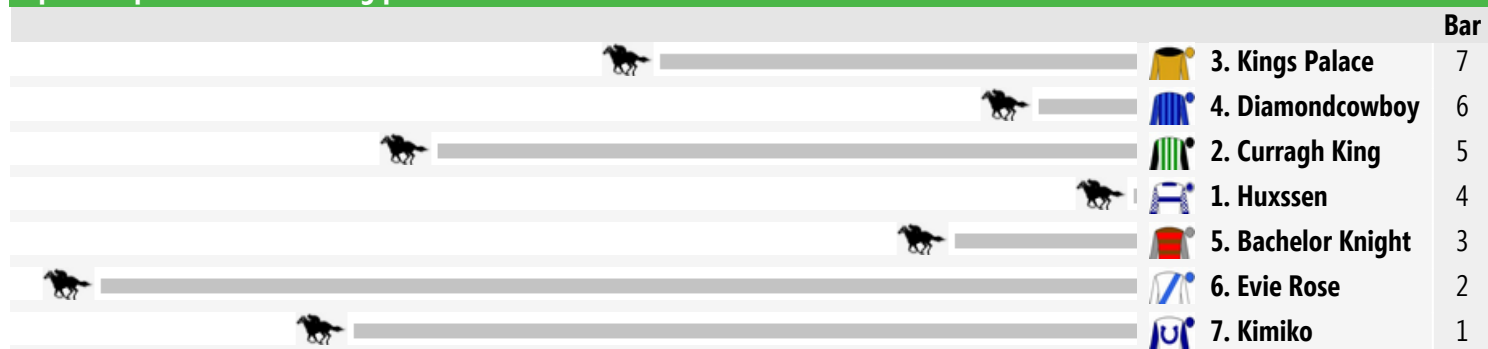 Bar
3. Kings Palace 7
4. Diamondcowboy 6
2. Curragh King 5
1. Huxssen 4
5. Bachelor Knight 3
6. Evie Rose 2
7. Kimiko 1